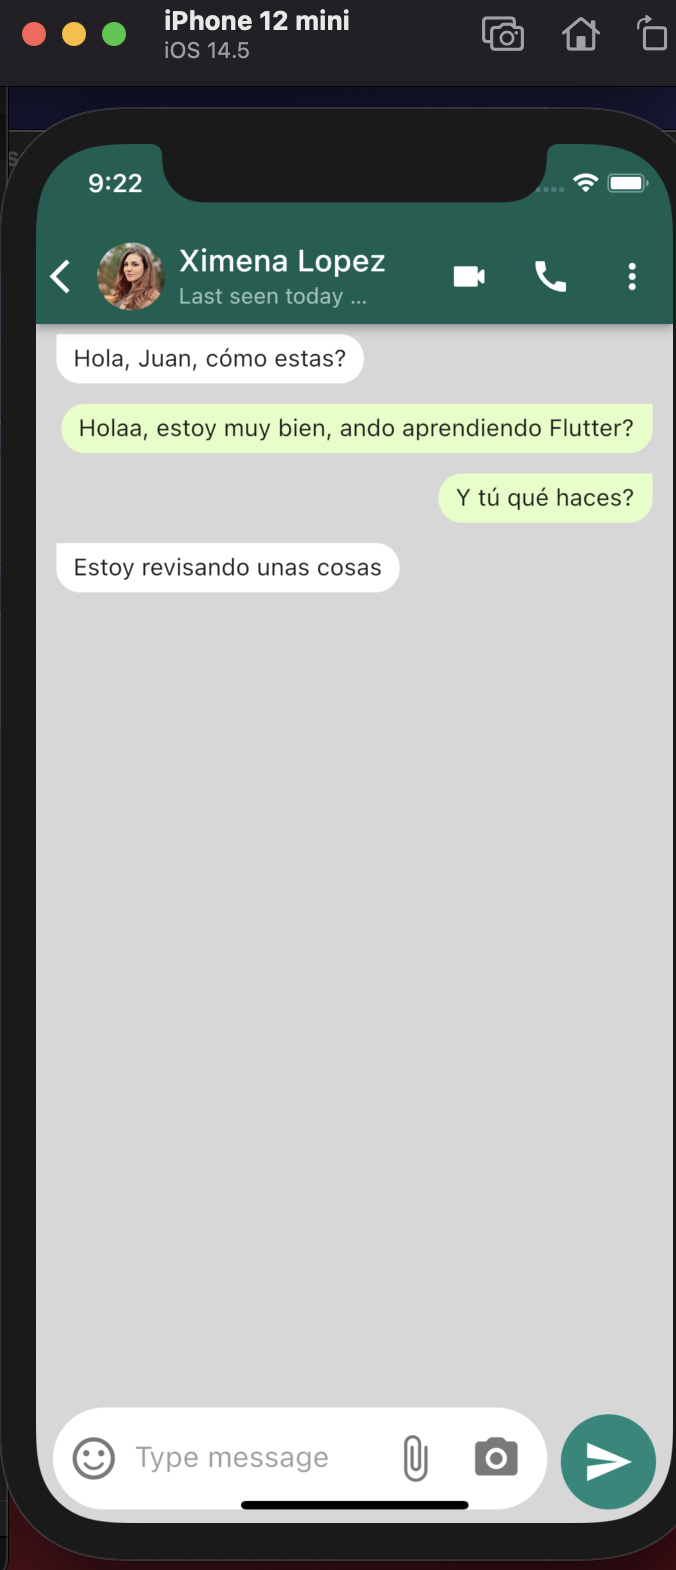 iPhone 12 mini
iOS 14.5
9:22
Ximena Lopez
Last seen today ...
Hola, Juan, cómo estas?
Holaa, estoy muy bien, ando aprendiendo Flutter?
Y tú qué haces?
Estoy revisando unas cosas
Type message